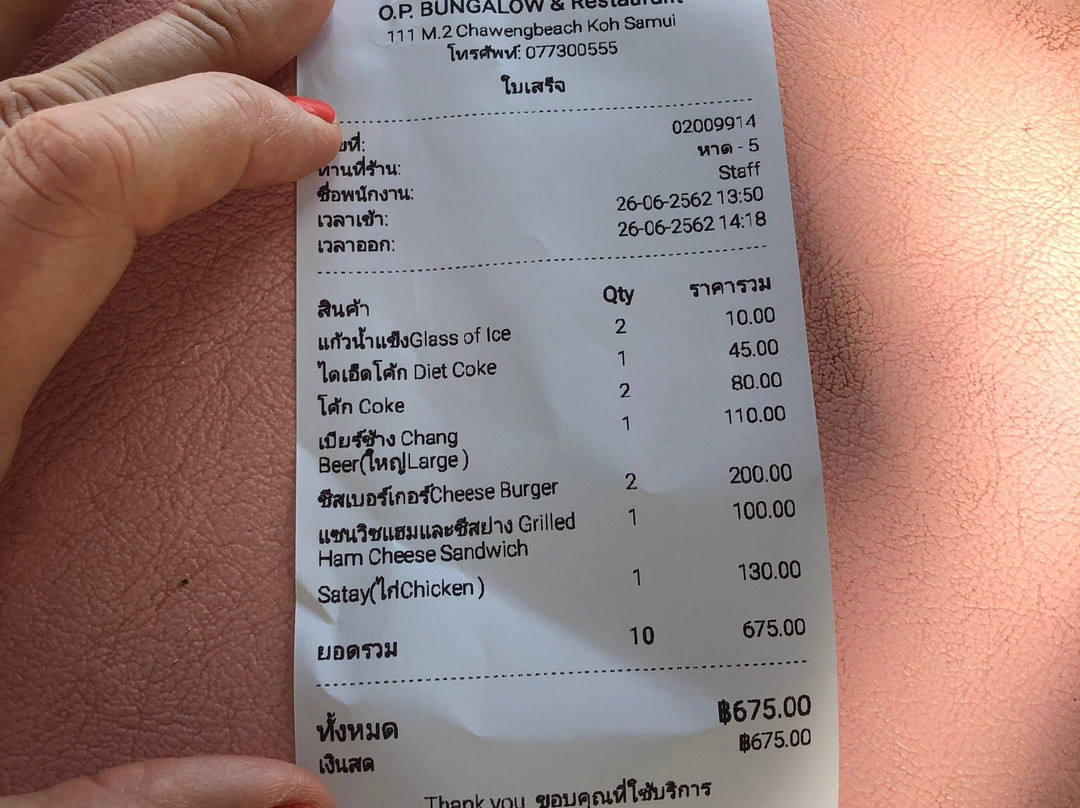 O.P. BUNGALOW & Restaurant
111 M.2 Chawengbeach Koh Samui
โทรศัพท์: 077300555
ใบเสร็จ
ขที่: 02009914
ทานที่ร้าน: หาด - 5
ชื่อพนักงาน: Staff
เวลาเข้า: 26-06-2562 13:50
เวลาออก: 26-06-2562 14:18
สินค้า Qty ราคารวม
แก้วน้ำแข็งGlass of Ice 2 10.00
ไดเอ็ดโค้ก Diet Coke 1 45.00
โค้ก Coke 2 80.00
เบียร์ช้าง Chang 1 110.00
Beer(ใหญ่Large )
ชีสเบอร์เกอร์Cheese Burger 2 200.00
แซนวิชแฮมและชีสย่าง Grilled 1 100.00
Ham Cheese Sandwich
Satay(ไก่Chicken ) 1 130.00
ยอดรวม 10 675.00
ทั้งหมด ฿675.00
เงินสด ฿675.00
Thank you ขอบคุณที่ใช้บริการ